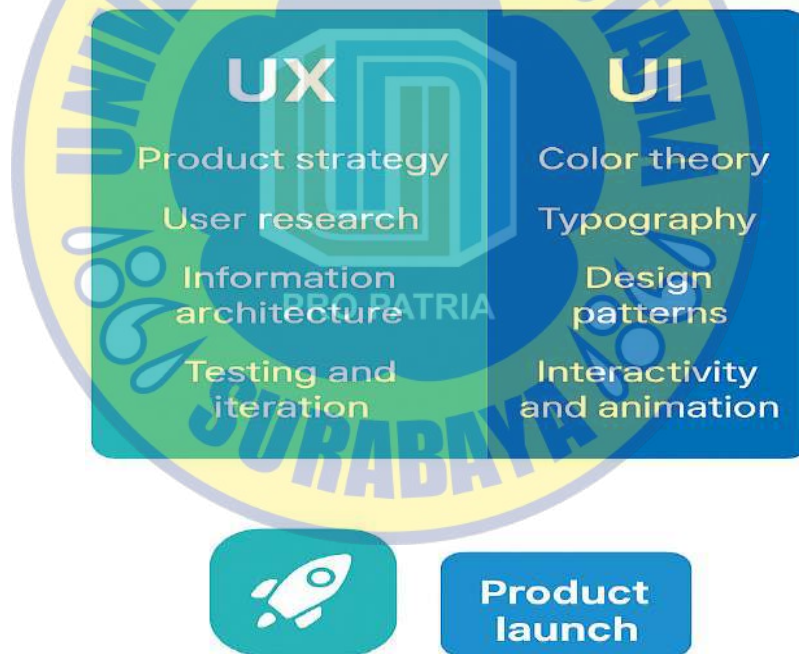 UX
Product strategy
User research
Information
architecture
Testing and
iteration
UI
Color theory
Typography
Design
patterns
Interactivity
and animation
PRO PATRIA
SURABAYA
Product
launch